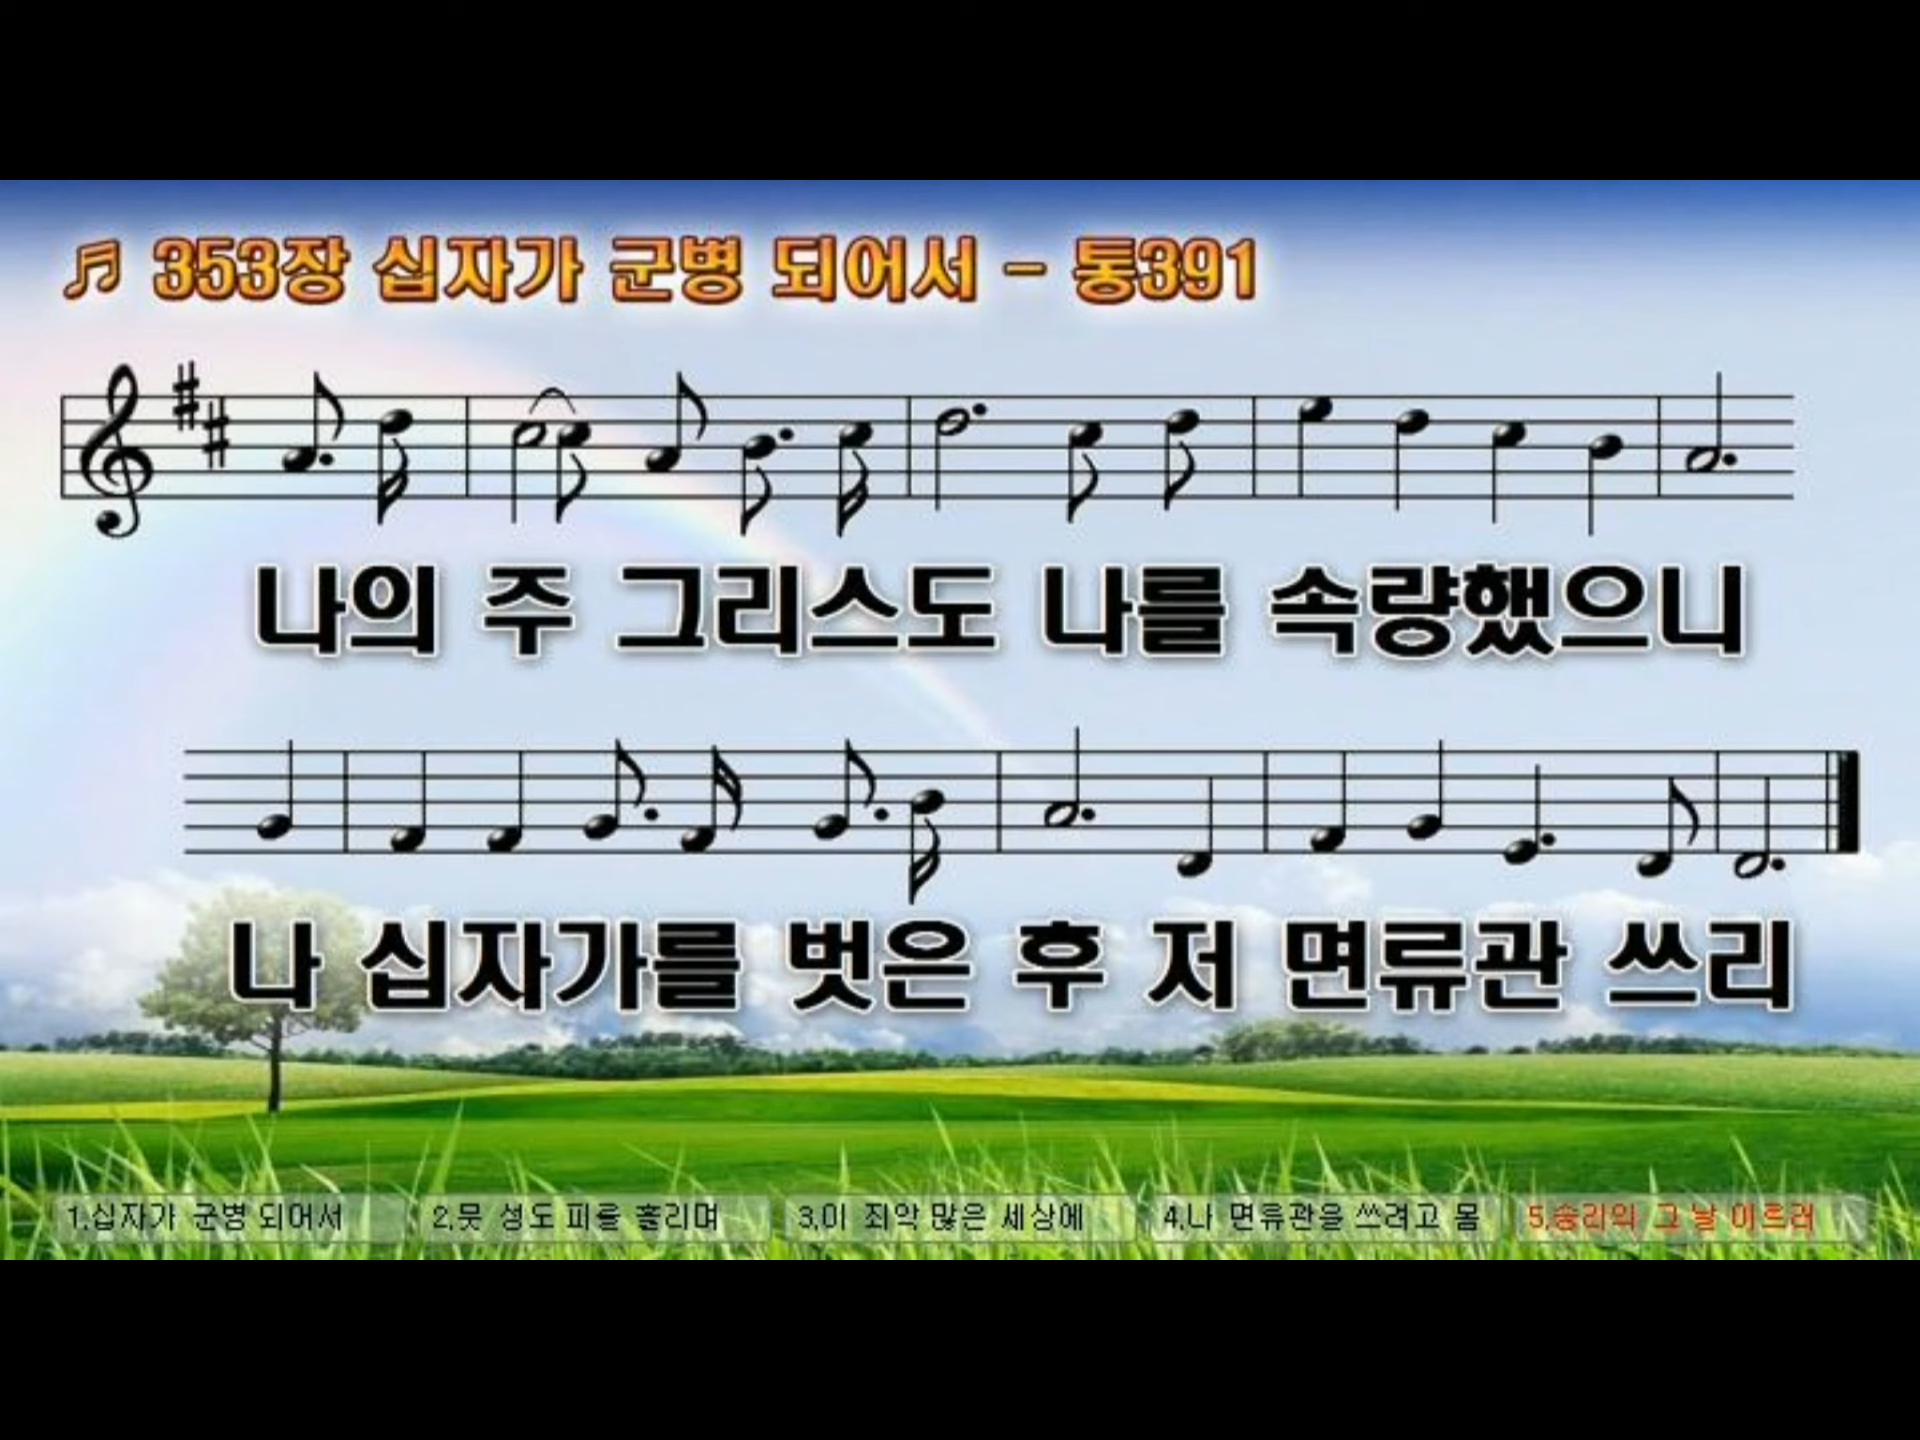 353장 십자가 군병 되어서 - 통391
나의 주 그리스도 나를 속량했으니
나 십자가를 벗은 후 저 면류관 쓰리
1.십자가 군병 되어서 2.뭇 성도 피를 흘리며 3.이 죄악 많은 세상에 4.나 면류관을 쓰려고 몸 5.승리의 그 날 이르러